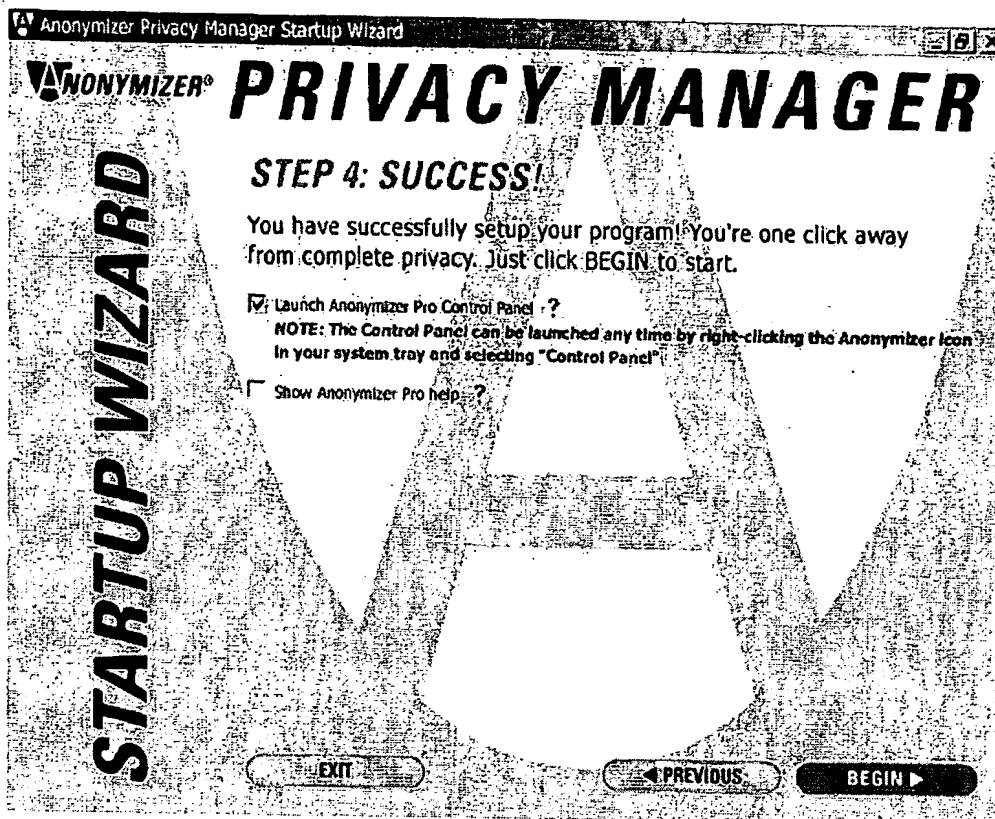 Anonymizer Privacy Manager Startup Wizard
ANONYMIZER®
PRIVACY MANAGER
STARTUP WIZARD
STEP 4: SUCCESS!
You have successfully setup your program! You're one click away
from complete privacy. Just click BEGIN to start.
Launch Anonymizer Pro Control Panel - ?
NOTE: The Control Panel can be launched any time by right-clicking the Anonymizer Icon
in your system tray and selecting "Control Panel".
Show Anonymizer Pro help - ?
EXIT
PREVIOUS
BEGIN